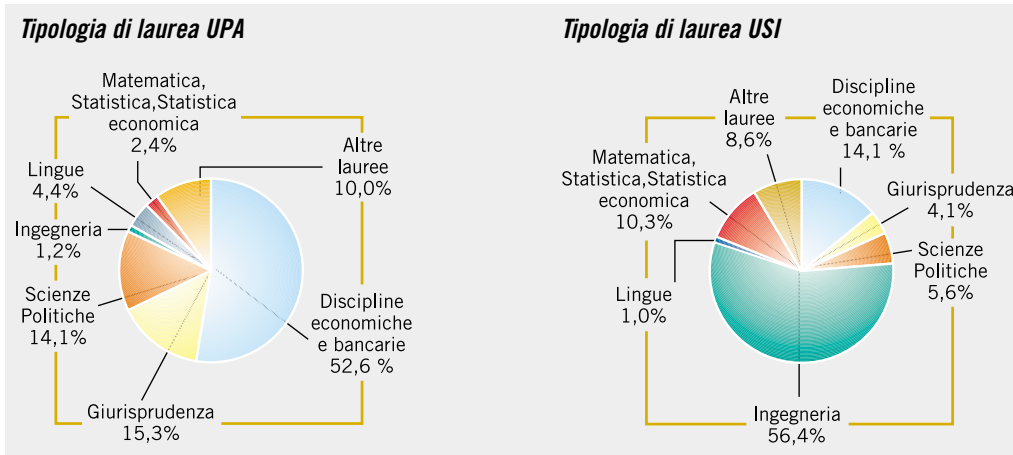 Tipologia di laurea UPA
Matematica,
Statistica,Statistica
economica
2,4%
Altre
lauree
10,0%
Lingue
4,4%
Ingegneria
1,2%
Scienze
Politiche
14,1%
Discipline
economiche
e bancarie
52,6 %
Giurisprudenza
15,3%
Tipologia di laurea USI
Altre
lauree
8,6%
Discipline
economiche
e bancarie
14,1 %
Matematica,
Statistica,Statistica
economica
10,3%
Giurisprudenza
4,1%
Scienze
Politiche
5,6%
Lingue
1,0%
Ingegneria
56,4%